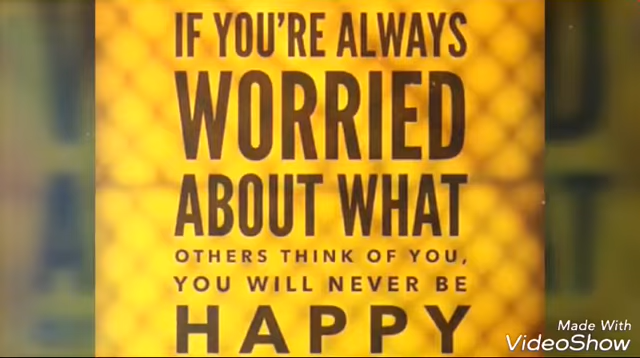 IF YOU'RE ALWAYS
WORRIED
ABOUT WHAT
OTHERS THINK OF YOU,
YOU WILL NEVER BE
HAPPY
Made With
VideoShow